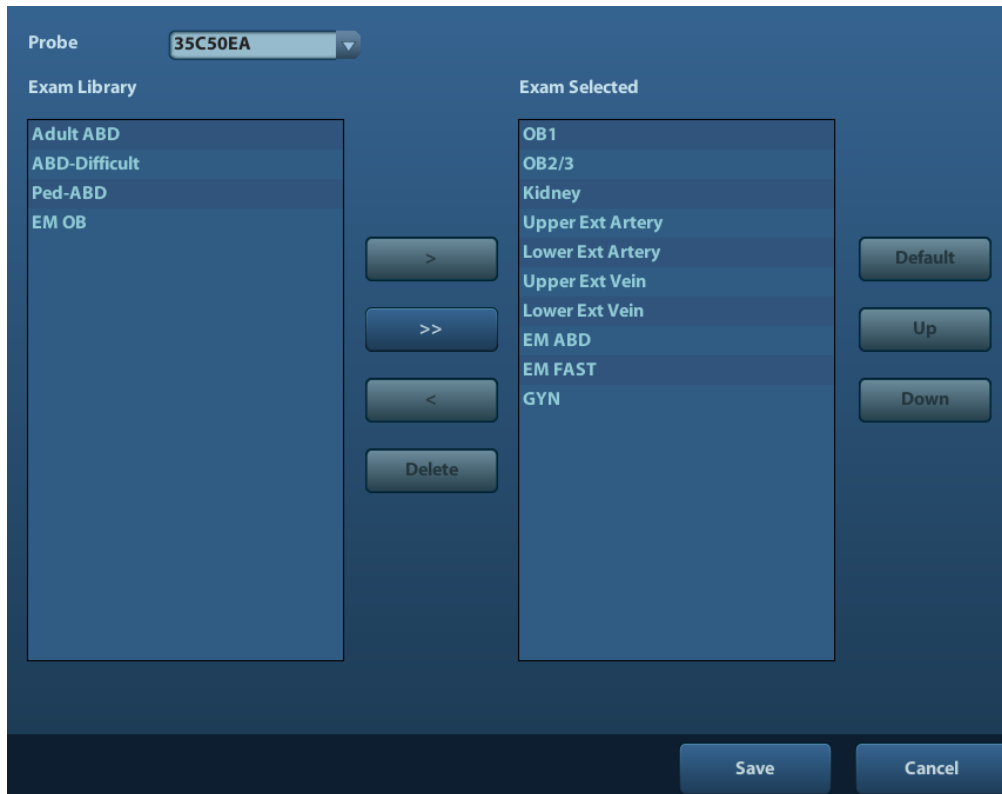 Probe 35C50EA
Exam Library
Exam Selected
Adult ABD
ABD-Difficult
Ped-ABD
EM OB
>
>>
<
Delete
OB1
OB2/3
Kidney
Upper Ext Artery
Lower Ext Artery
Upper Ext Vein
Lower Ext Vein
EM ABD
EM FAST
GYN
Default
Up
Down
Save
Cancel